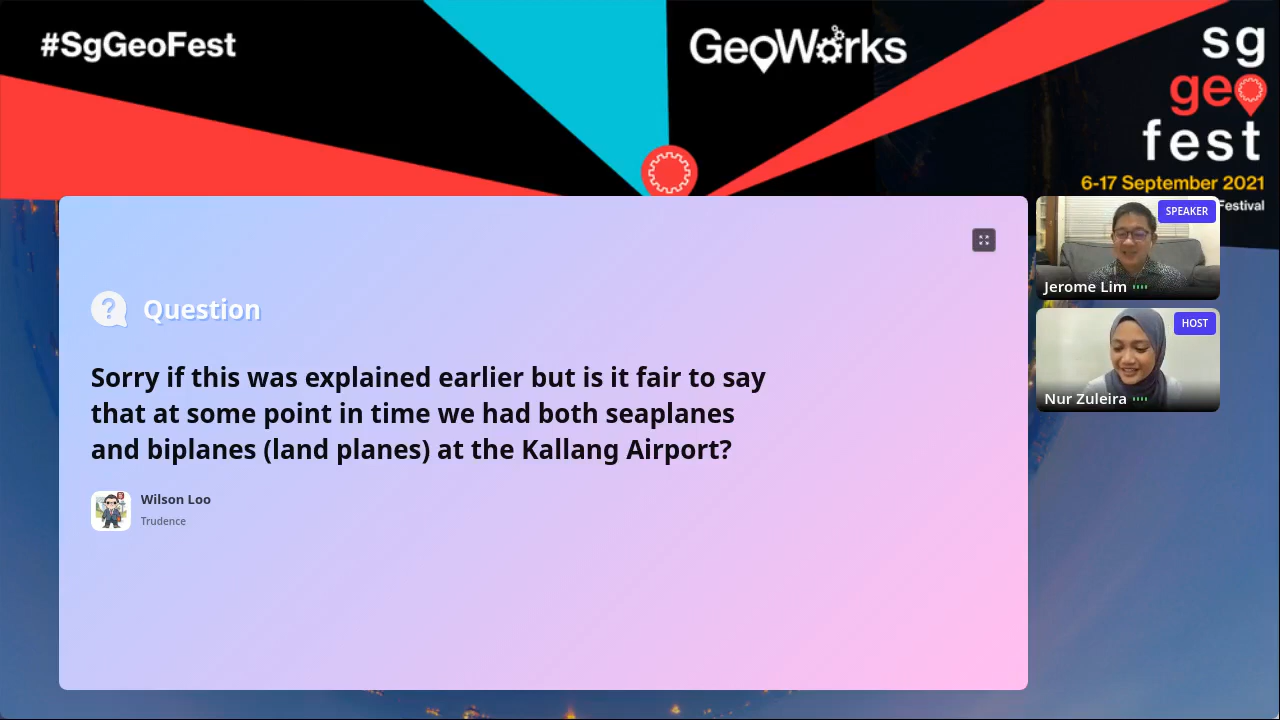 #SgGeoFest
GeoWorks
sg
geo
fest
6-17 September 2021
Festival
SPEAKER
Jerome Lim
HOST
Nur Zuleira
Question
Sorry if this was explained earlier but is it fair to say
that at some point in time we had both seaplanes
and biplanes (land planes) at the Kallang Airport?
Wilson Loo
Trudence